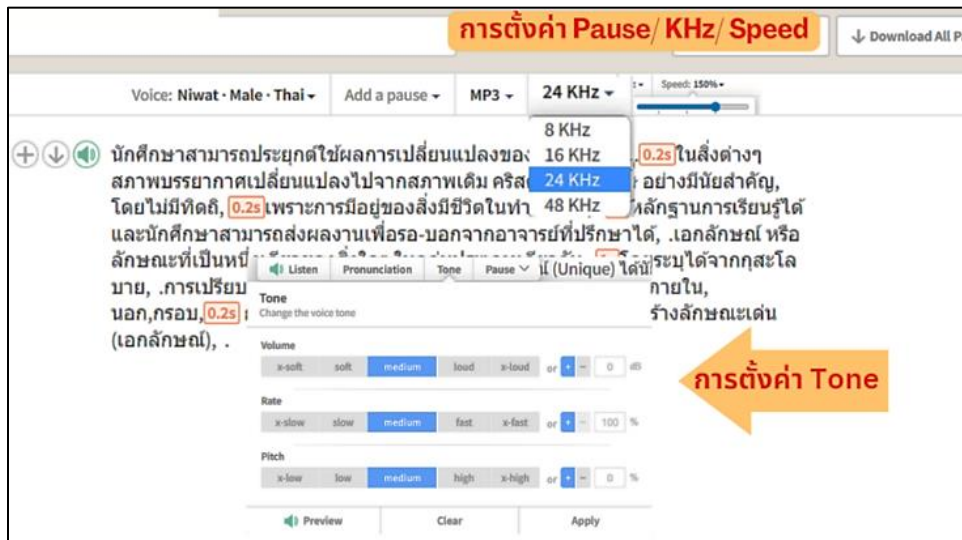 การตั้งค่า Pause/ KHz/ Speed
Download All
Voice: Niwat · Male · Thai
Add a pause
MP3
24 KHz
Speed: 150%
8 KHz
16 KHz
24 KHz
48 KHz
นักศึกษาสามารถประยุกต์ใช้ผลการเปลี่ยนแปลงของ 0.2s ในสิ่งต่างๆ
สภาพบรรยากาศเปลี่ยนแปลงไปจากสภาพเดิม คริสต์ อย่างมีนัยสำคัญ,
โดยไม่มีทิดถิ, 0.2s เพราะการมีอยู่ของสิ่งมีชีวิตในทำ หลักฐานการเรียนรู้ได้
และนักศึกษาสามารถส่งผลงานเพื่อรอ-บอกจากอาจารย์ที่ปรึกษาได้, .เอกลักษณ์ หรือ
ลักษณะที่เป็นหนึ่ (Unique) ระบุได้จากกุสะโล
บาย, .การเปรียบ กายใน,
นอก,กรอบ, 0.2s ร้างลักษณะเด่น
(เอกลักษณ์), .
Listen Pronunciation Tone Pause
Tone
Change the voice tone
Volume
x-soft soft medium loud x-loud or + − 0 dB
Rate
x-slow slow medium fast x-fast or + − 100 %
Pitch
x-low low medium high x-high or + − 0 %
Preview Clear Apply
การตั้งค่า Tone